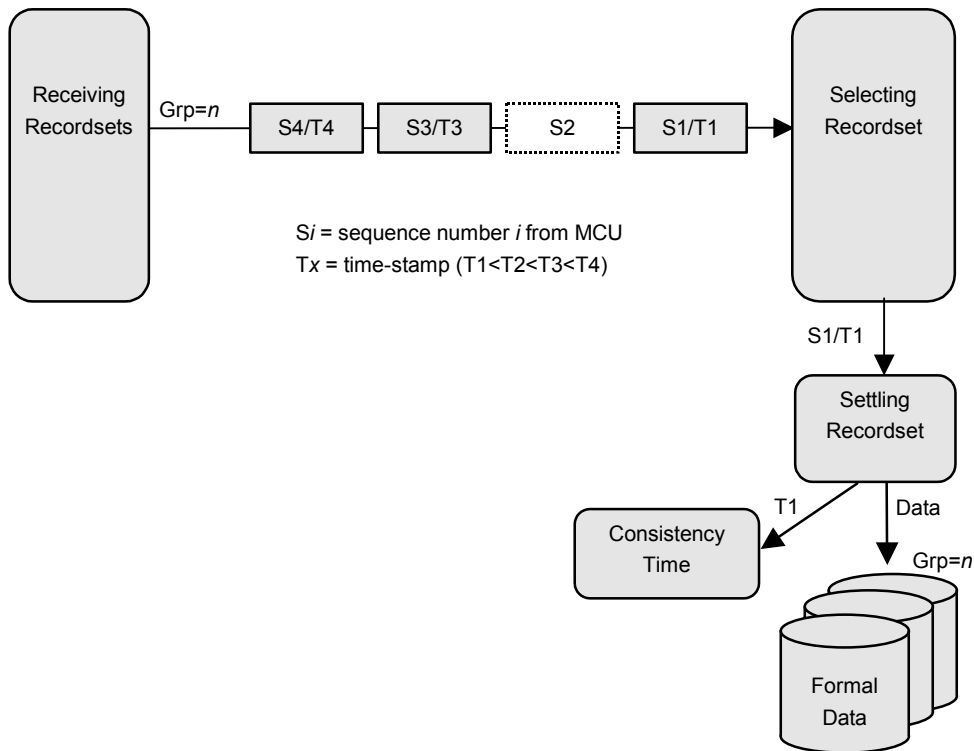 Receiving
Recordsets
Grp=n
S4/T4
S3/T3
S2
S1/T1
Selecting
Recordset
Si = sequence number i from MCU
Tx = time-stamp (T1<T2<T3<T4)
S1/T1
Settling
Recordset
T1
Data
Consistency
Time
Grp=n
Formal
Data